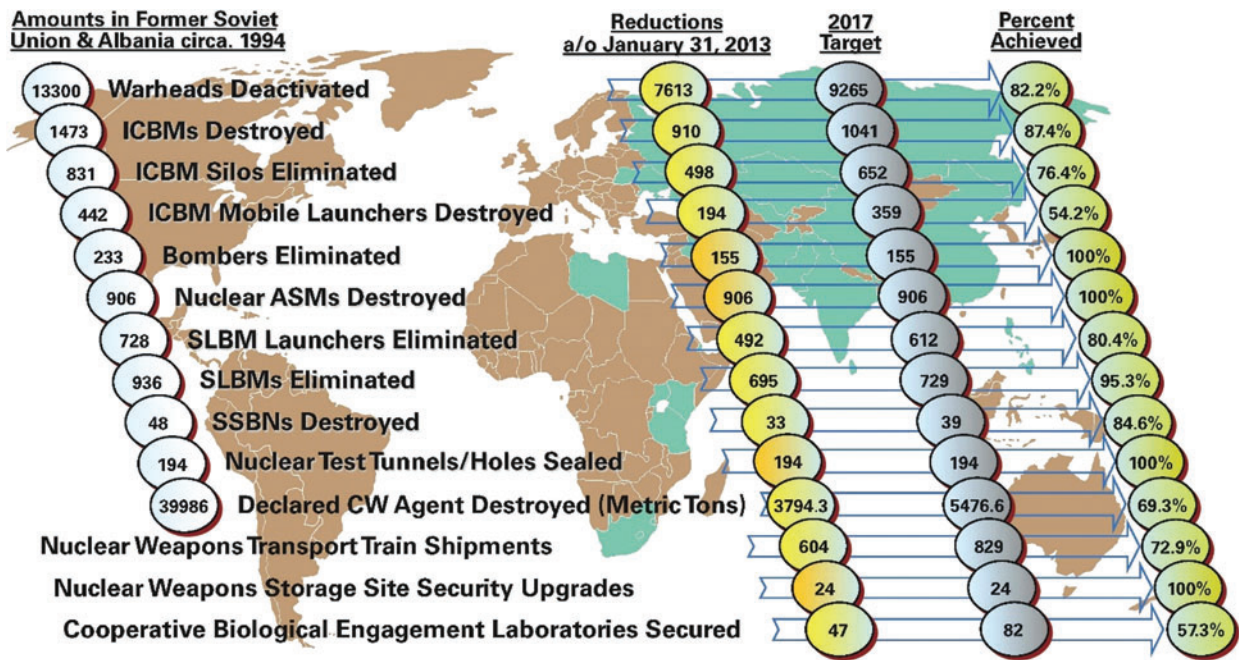 Amounts in Former Soviet
Union & Albania circa. 1994
Reductions
a/o January 31, 2013
2017
Target
Percent
Achieved
13300 Warheads Deactivated 7613 9265 82.2%
1473 ICBMs Destroyed 910 1041 87.4%
831 ICBM Silos Eliminated 498 652 76.4%
442 ICBM Mobile Launchers Destroyed 194 359 54.2%
233 Bombers Eliminated 155 155 100%
906 Nuclear ASMs Destroyed 906 906 100%
728 SLBM Launchers Eliminated 492 612 80.4%
936 SLBMs Eliminated 695 729 95.3%
48 SSBNs Destroyed 33 39 84.6%
194 Nuclear Test Tunnels/Holes Sealed 194 194 100%
39986 Declared CW Agent Destroyed (Metric Tons) 3794.3 5476.6 69.3%
Nuclear Weapons Transport Train Shipments 604 829 72.9%
Nuclear Weapons Storage Site Security Upgrades 24 24 100%
Cooperative Biological Engagement Laboratories Secured 47 82 57.3%